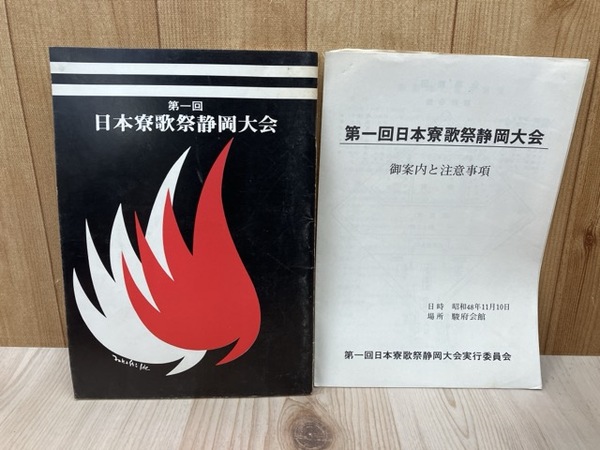 第一回
日本寮歌祭静岡大会
第一回日本寮歌祭静岡大会
御案内と注意事項
日時 昭和48年11月10日
場所 駿府会館
第一回日本寮歌祭静岡大会実行委員会